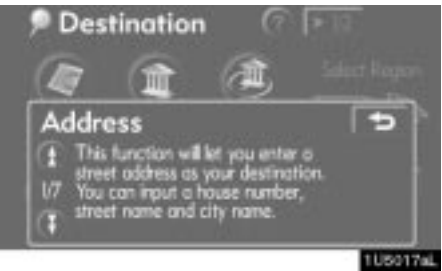 Destination
?
Select Region
Address
This function will let you enter a
street address as your destination.
1/7 You can input a house number,
street name and city name.
1U5017aL